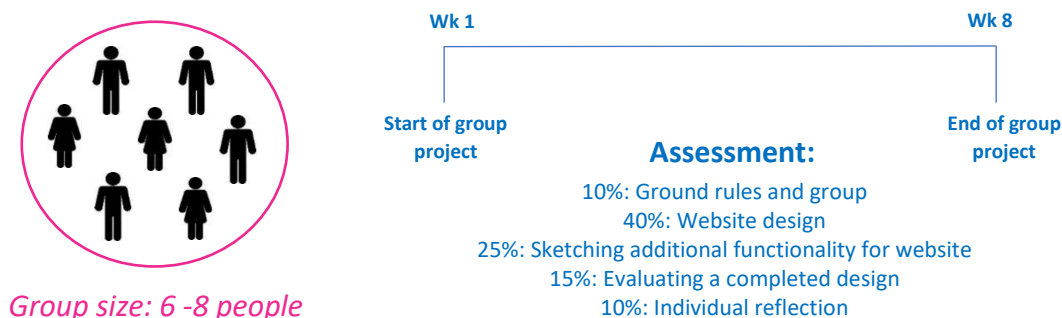 Wk 1
Wk 8
Start of group
project
End of group
project
Assessment:
10%: Ground rules and group
40%: Website design
25%: Sketching additional functionality for website
15%: Evaluating a completed design
10%: Individual reflection
Group size: 6 -8 people